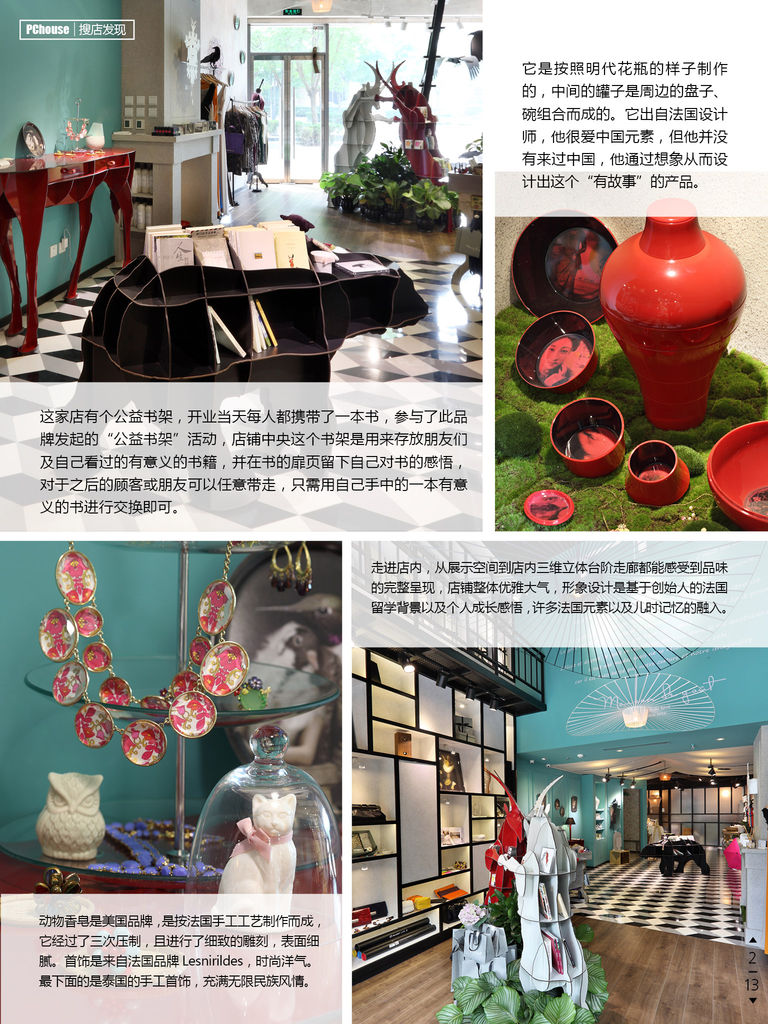 PChouse | 搜店发现
它是按照明代花瓶的样子制作
的，中间的罐子是周边的盘子、
碗组合而成的。它出自法国设计
师，他很爱中国元素，但他并没
有来过中国，他通过想象从而设
计出这个“有故事”的产品。
这家店有个公益书架，开业当天每人都携带了一本书，参与了此品
牌发起的“公益书架”活动，店铺中央这个书架是用来存放朋友们
及自己看过的有意义的书籍，并在书的扉页留下自己对书的感悟，
对于之后的顾客或朋友可以任意带走，只需用自己手中的一本有意
义的书进行交换即可。
走进店内，从展示空间到店内三维立体台阶走廊都能感受到品味
的完整呈现，店铺整体优雅大气，形象设计是基于创始人的法国
留学背景以及个人成长感悟，许多法国元素以及儿时记忆的融入。
动物香皂是美国品牌，是按法国手工工艺制作而成，
它经过了三次压制，且进行了细致的雕刻，表面细
腻。首饰是来自法国品牌 Lesnirildes，时尚洋气。
最下面的是泰国的手工首饰，充满无限民族风情。
2
13